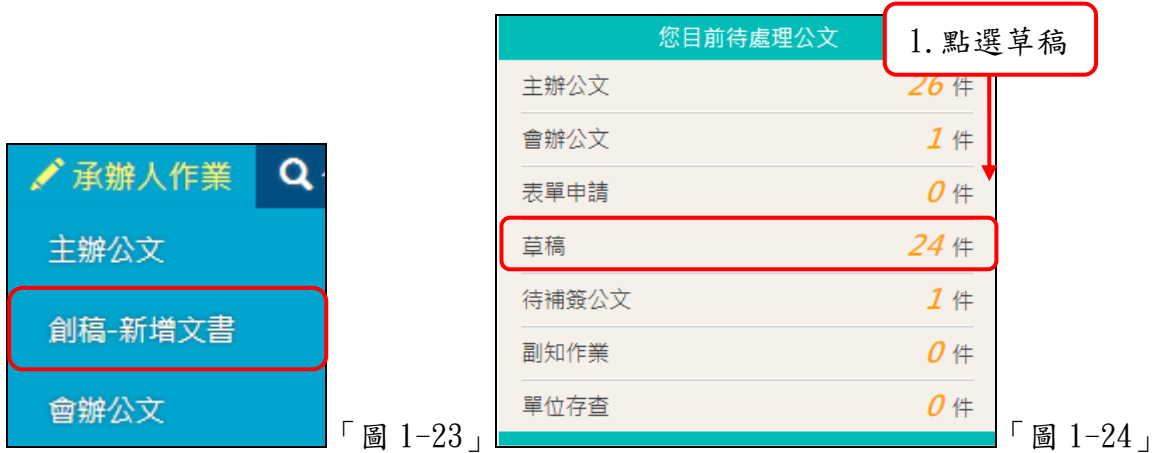 承辦人作業
主辦公文
創稿-新增文書
會辦公文
「圖 1-23」
您目前待處理公文
1.點選草稿
主辦公文 26 件
會辦公文 1 件
表單申請 0 件
草稿 24 件
待補簽公文 1 件
副知作業 0 件
單位存查 0 件
「圖 1-24」